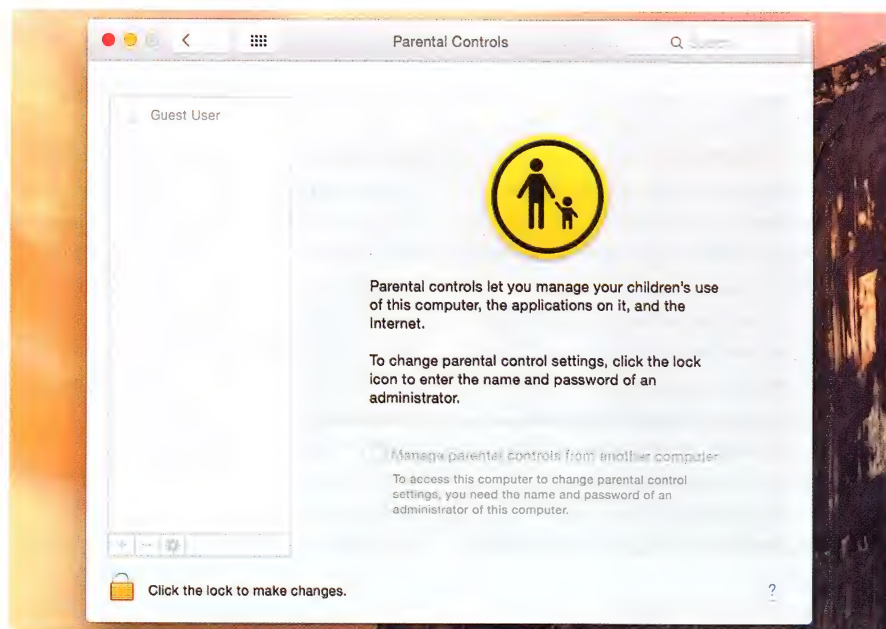 Parental Controls
Guest User
Parental controls let you manage your children's use
of this computer, the applications on it, and the
Internet.
To change parental control settings, click the lock
icon to enter the name and password of an
administrator.
Manage parental controls from another computer
To access this computer to change parental control
settings, you need the name and password of an
administrator of this computer.
Click the lock to make changes.
?